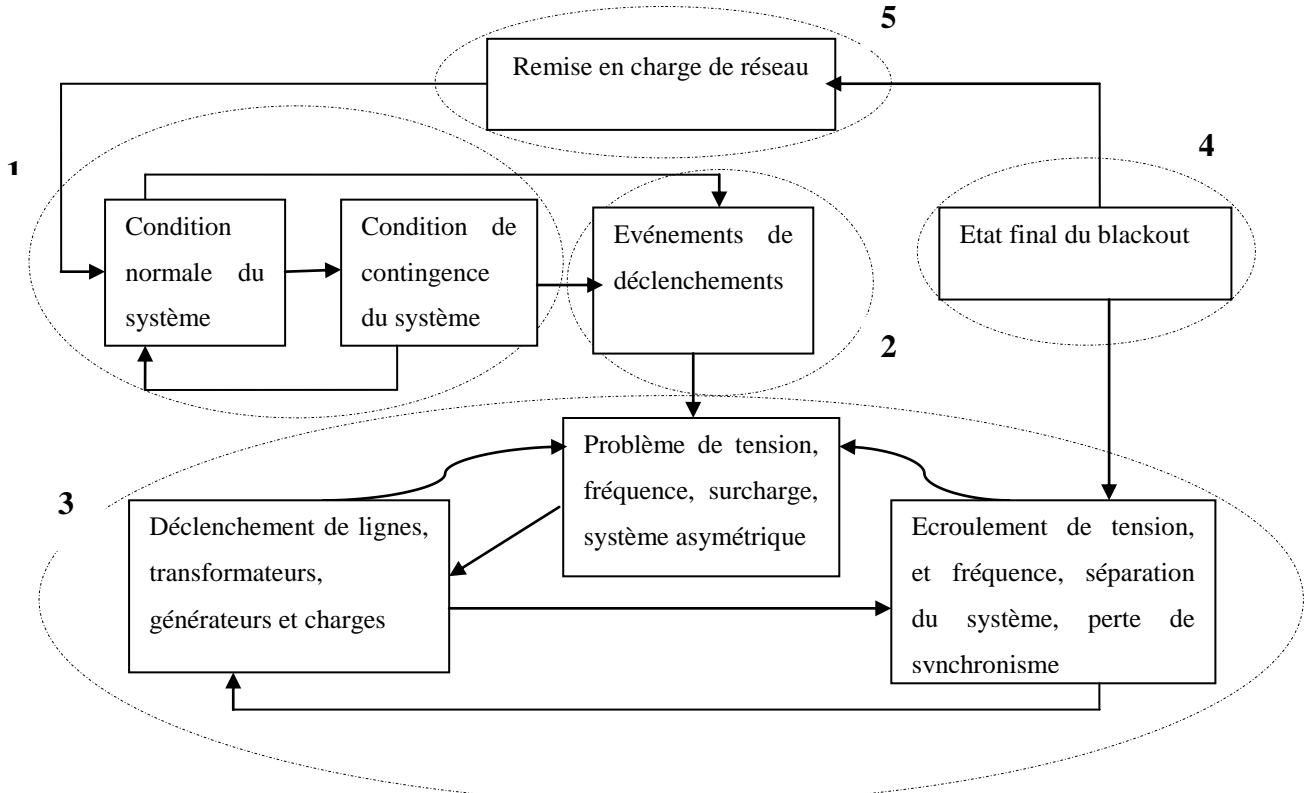 5
Remise en charge de réseau
4
1
Condition
normale du
système
Condition de
contingence
du système
Evénements de
déclenchements
Etat final du blackout
2
Problème de tension,
fréquence, surcharge,
système asymétrique
3
Déclenchement de lignes,
transformateurs,
générateurs et charges
Ecroulement de tension,
et fréquence, séparation
du système, perte de
synchronisme